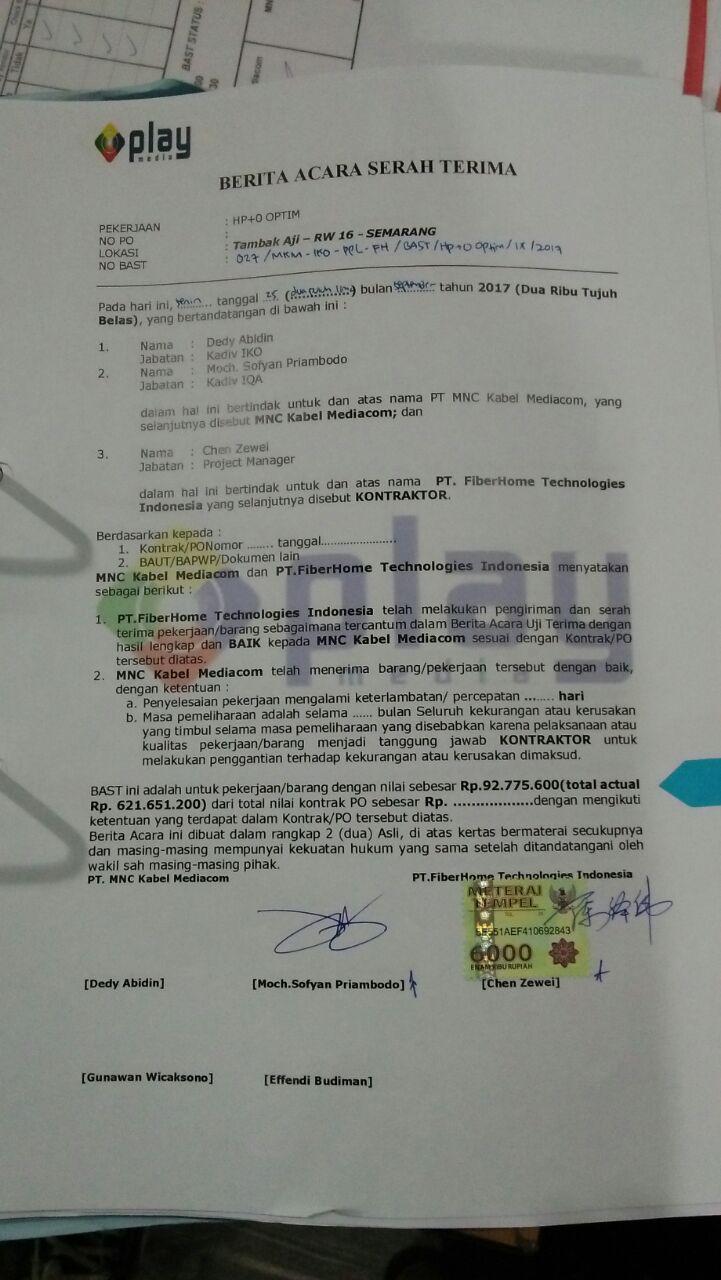 BAST STATUS :
play
media
BERITA ACARA SERAH TERIMA
PEKERJAAN : HP+0 OPTIM
NO PO :
LOKASI : Tambak Aji – RW 16 - SEMARANG
NO BAST : 027/MKM-IKO-PPL-FH/BAST/Hp+0 Optim/IX/2017
Pada hari ini, senin.... tanggal 25 (dua puluh lima) bulan september- tahun 2017 (Dua Ribu Tujuh
Belas), yang bertandatangan di bawah ini :
1. Nama : Dedy Abidin
Jabatan : Kadiv IKO
2. Nama : Moch. Sofyan Priambodo
Jabatan : Kadiv IQA
dalam hal ini bertindak untuk dan atas nama PT MNC Kabel Mediacom, yang
selanjutnya disebut MNC Kabel Mediacom; dan
3. Nama : Chen Zewei
Jabatan : Project Manager
dalam hal ini bertindak untuk dan atas nama PT. FiberHome Technologies
Indonesia yang selanjutnya disebut KONTRAKTOR.
Berdasarkan kepada :
1. Kontrak/PONomor ........ tanggal.......................
2. BAUT/BAPWP/Dokumen lain
MNC Kabel Mediacom dan PT.FiberHome Technologies Indonesia menyatakan
sebagai berikut :
1. PT.FiberHome Technologies Indonesia telah melakukan pengiriman dan serah
terima pekerjaan/barang sebagaimana tercantum dalam Berita Acara Uji Terima dengan
hasil lengkap dan BAIK kepada MNC Kabel Mediacom sesuai dengan Kontrak/PO
tersebut diatas.
2. MNC Kabel Mediacom telah menerima barang/pekerjaan tersebut dengan baik,
dengan ketentuan :
a. Penyelesaian pekerjaan mengalami keterlambatan/ percepatan ........ hari
b. Masa pemeliharaan adalah selama ...... bulan Seluruh kekurangan atau kerusakan
yang timbul selama masa pemeliharaan yang disebabkan karena pelaksanaan atau
kualitas pekerjaan/barang menjadi tanggung jawab KONTRAKTOR untuk
melakukan penggantian terhadap kekurangan atau kerusakan dimaksud.
BAST ini adalah untuk pekerjaan/barang dengan nilai sebesar Rp.92.775.600(total actual
Rp. 621.651.200) dari total nilai kontrak PO sebesar Rp. ..................dengan mengikuti
ketentuan yang terdapat dalam Kontrak/PO tersebut diatas.
Berita Acara ini dibuat dalam rangkap 2 (dua) Asli, di atas kertas bermaterai secukupnya
dan masing-masing mempunyai kekuatan hukum yang sama setelah ditandatangani oleh
wakil sah masing-masing pihak.
PT. MNC Kabel Mediacom PT.FiberHome Technologies Indonesia
METERAI
TEMPEL
6000
ENAM RIBU RUPIAH
[Dedy Abidin] [Moch.Sofyan Priambodo] [Chen Zewei]
[Gunawan Wicaksono] [Effendi Budiman]